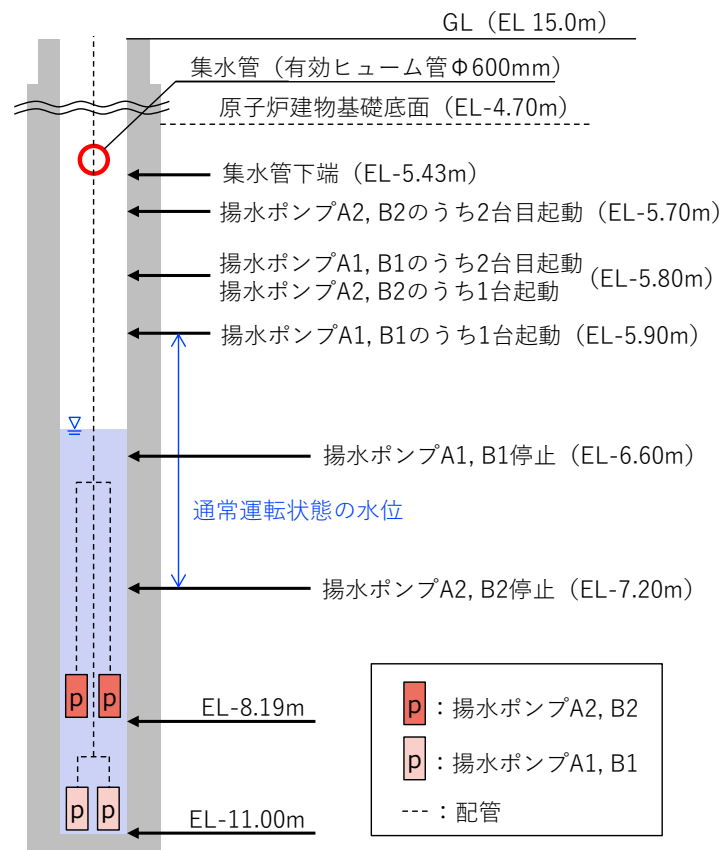 GL（EL 15.0m）
集水管（有効ヒューム管Φ600mm）
原子炉建物基礎底面（EL-4.70m）
集水管下端（EL-5.43m）
揚水ポンプA2, B2のうち2台目起動（EL-5.70m）
揚水ポンプA1, B1のうち2台目起動
揚水ポンプA2, B2のうち1台起動
（EL-5.80m）
揚水ポンプA1, B1のうち1台起動（EL-5.90m）
揚水ポンプA1, B1停止（EL-6.60m）
通常運転状態の水位
揚水ポンプA2, B2停止（EL-7.20m）
p p
EL-8.19m
p p
EL-11.00m
p：揚水ポンプA2, B2
p：揚水ポンプA1, B1
---：配管